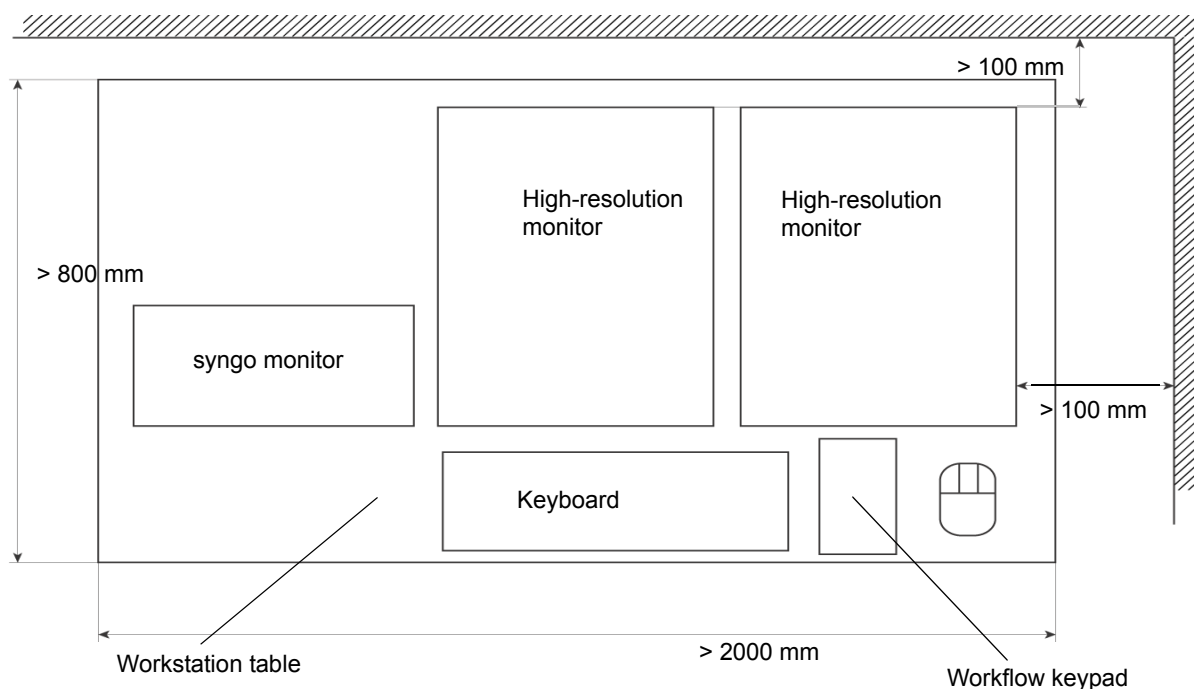 > 100 mm
High-resolution
monitor
High-resolution
monitor
> 800 mm
syngo monitor
> 100 mm
Keyboard
> 2000 mm
Workstation table
Workflow keypad